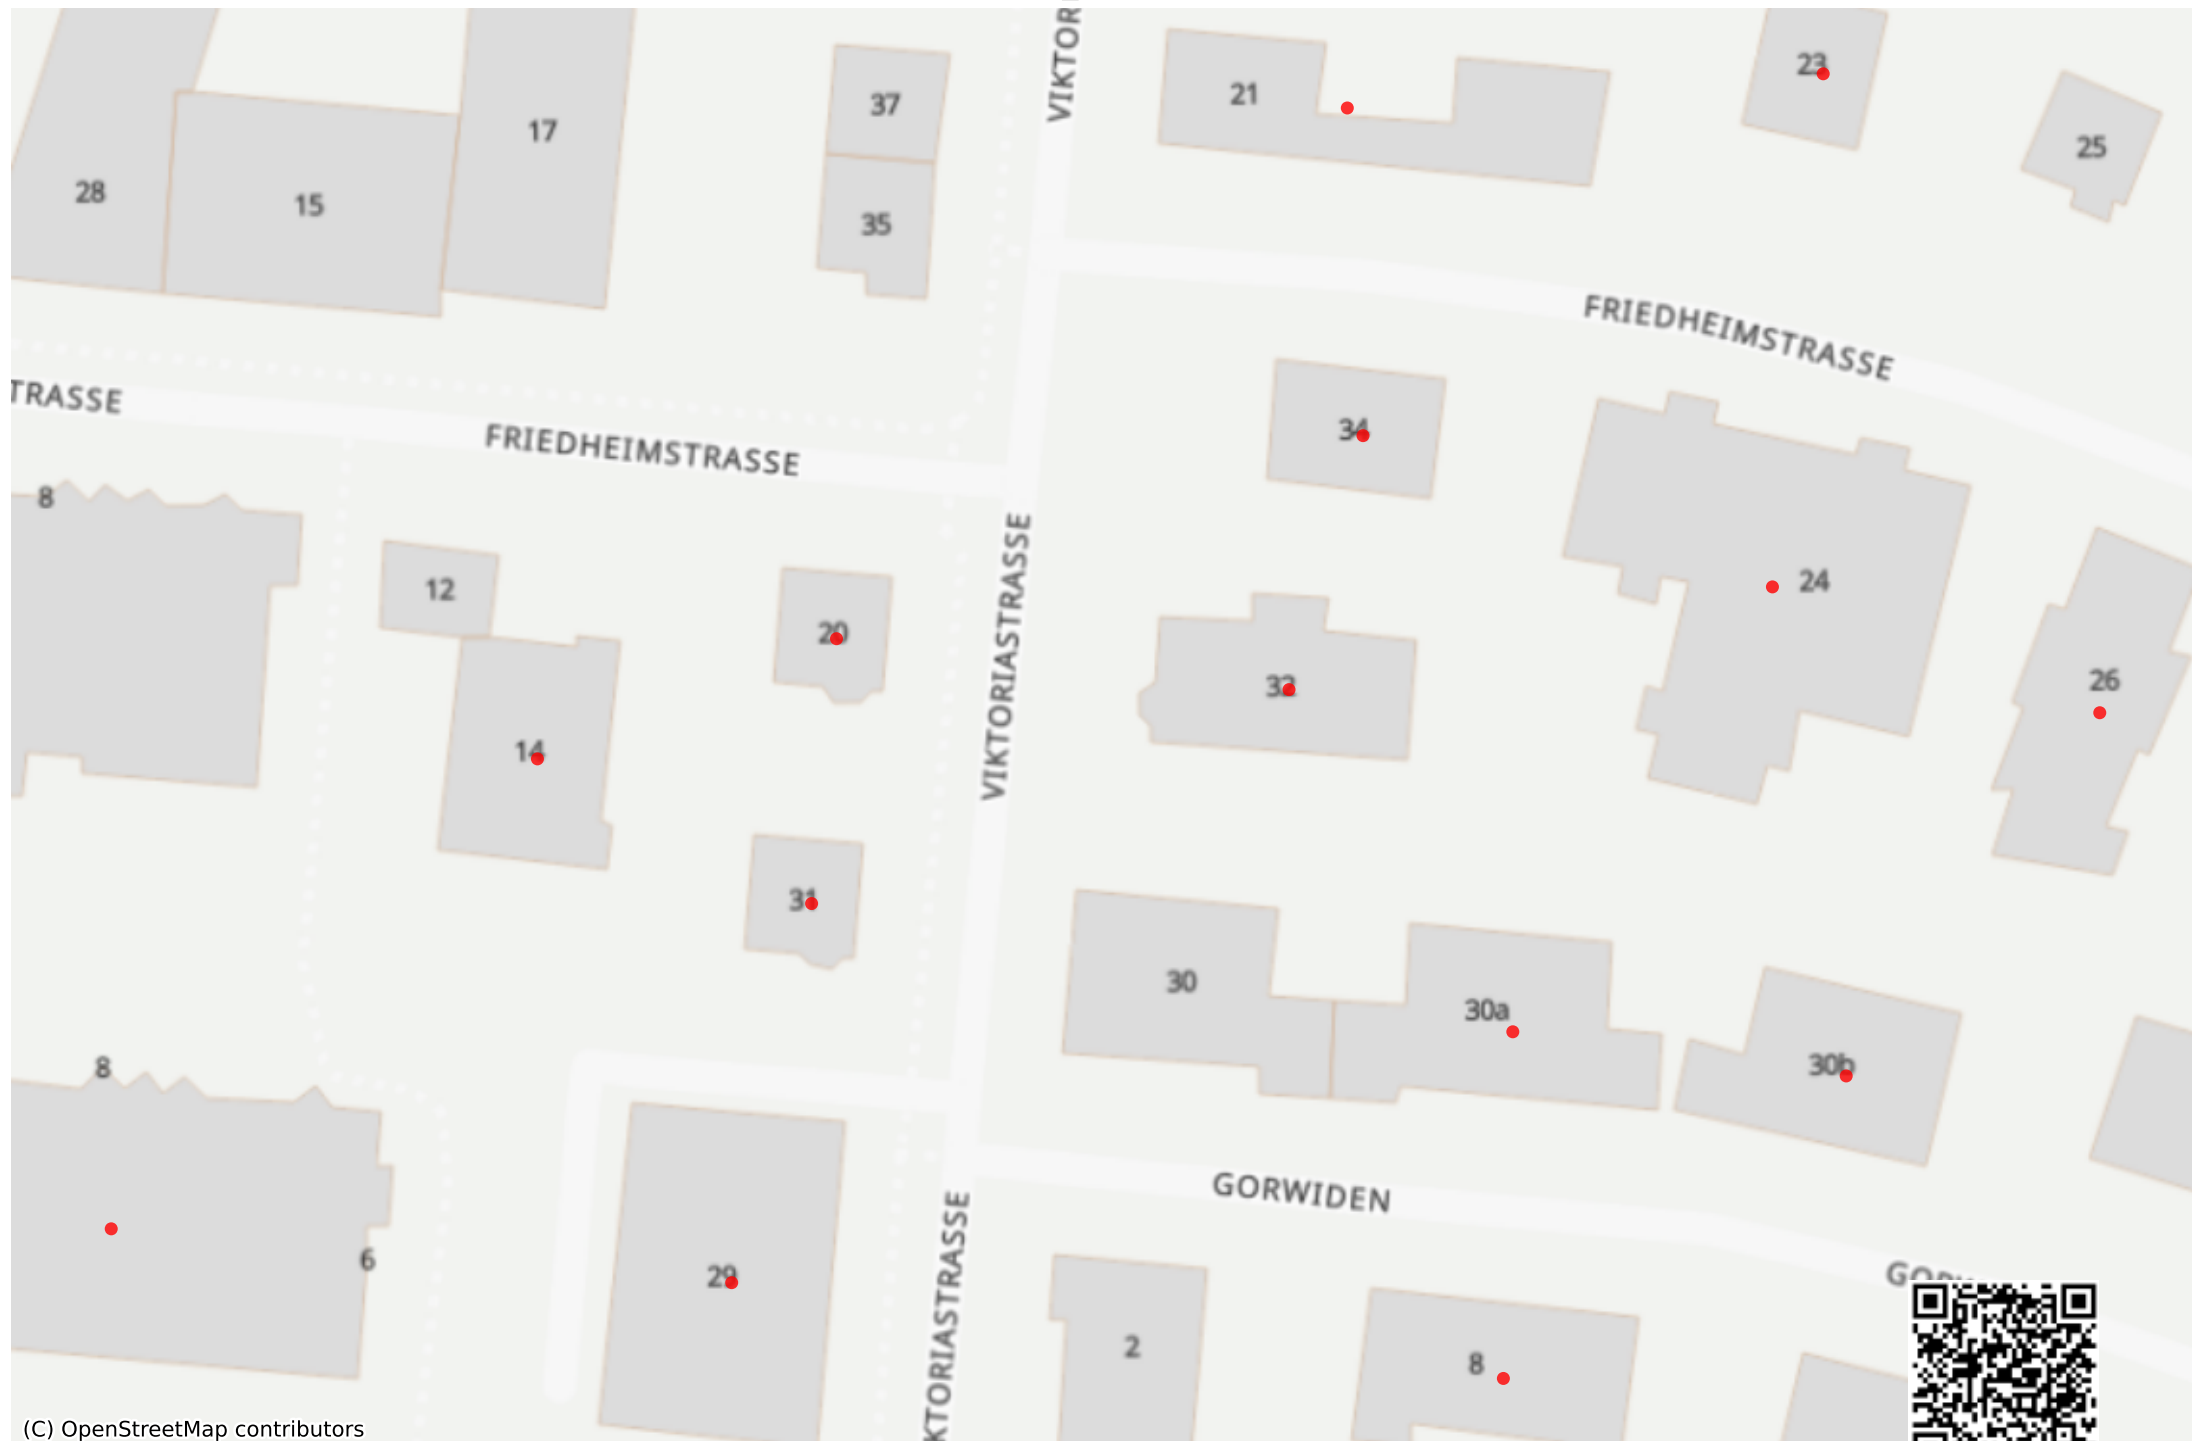 VIKTOR
21
23
37
17
25
28
15
35
FRIEDHEIMSTRASSE
TRASSE
FRIEDHEIMSTRASSE
34
8
12
24
20
VIKTORIASTRASSE
32
26
14
31
30
30a
30b
8
GORWIDEN
6
29
KTORIASTRASSE
2
8
(C) OpenStreetMap contributors